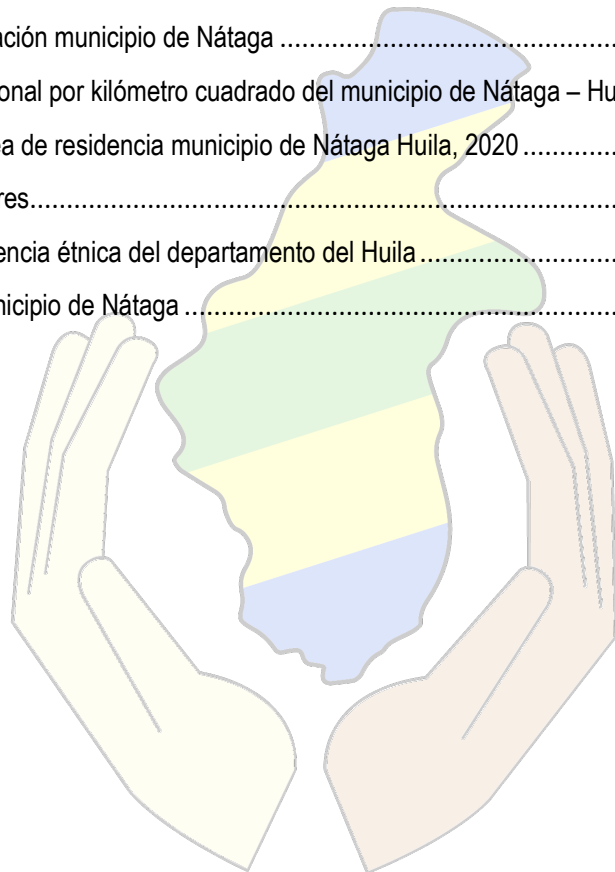 ación municipio de Nátaga ..........................................................
onal por kilómetro cuadrado del municipio de Nátaga – Hu
ea de residencia municipio de Nátaga Huila, 2020 ...............
res....................................................................................................
encia étnica del departamento del Huila ................................
nicipio de Nátaga .........................................................................